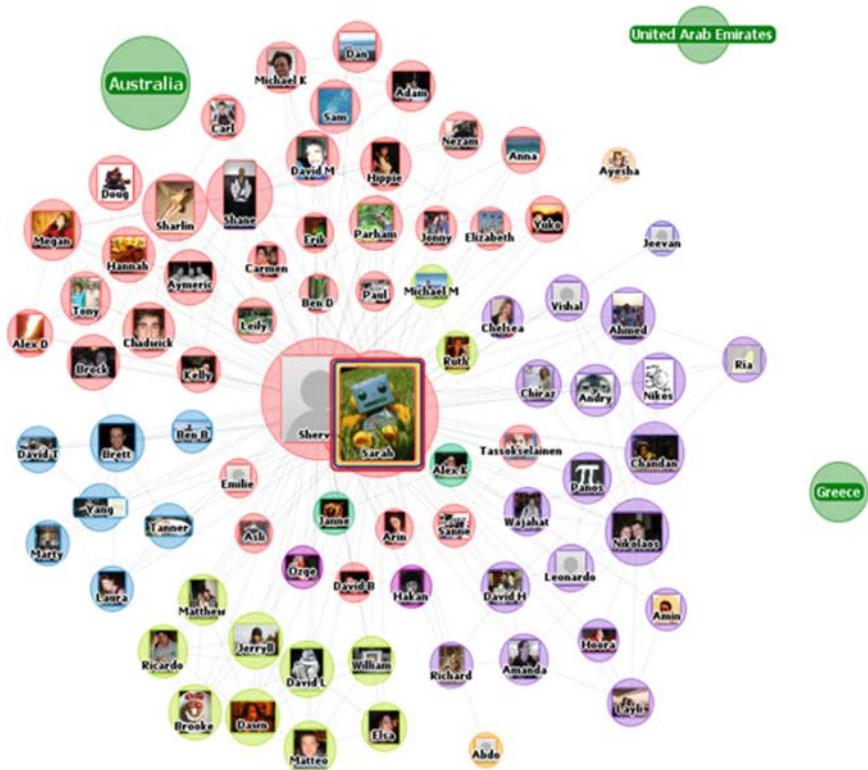 United Arab Emirates
Dan
Australia
Michael K
Adam
Sam
Carl
Nezam
Anna
David M
Hippie
Ayesha
Doug
Sharlin
Shane
Megan
Erik
Parham
Jonny
Elizabeth
Yuko
Jeevan
Hannah
Carmen
Aymeric
Michael M
Ben D
Paul
Vishal
Tony
Chelsea
Ahmed
Leily
Alex D
Chadwick
Ruth
Ria
Brock
Kelly
Chiraz
Andry
Nikos
Sherv
Sarah
Ben B
David T
Brett
Tassokselainen
Chandan
Alex K
Emilie
Panos
Greece
Yang
Janne
Wajahat
Tanner
Asli
Arin
Sanne
Nikolaos
Marty
Ozge
Leonardo
David B
Hakan
David H
Laura
Matthew
Amin
Hoora
Jerryll
Ricardo
William
Richard
Amanda
David L
Layli
Brooke
Dawn
Elsa
Abdo
Matteo